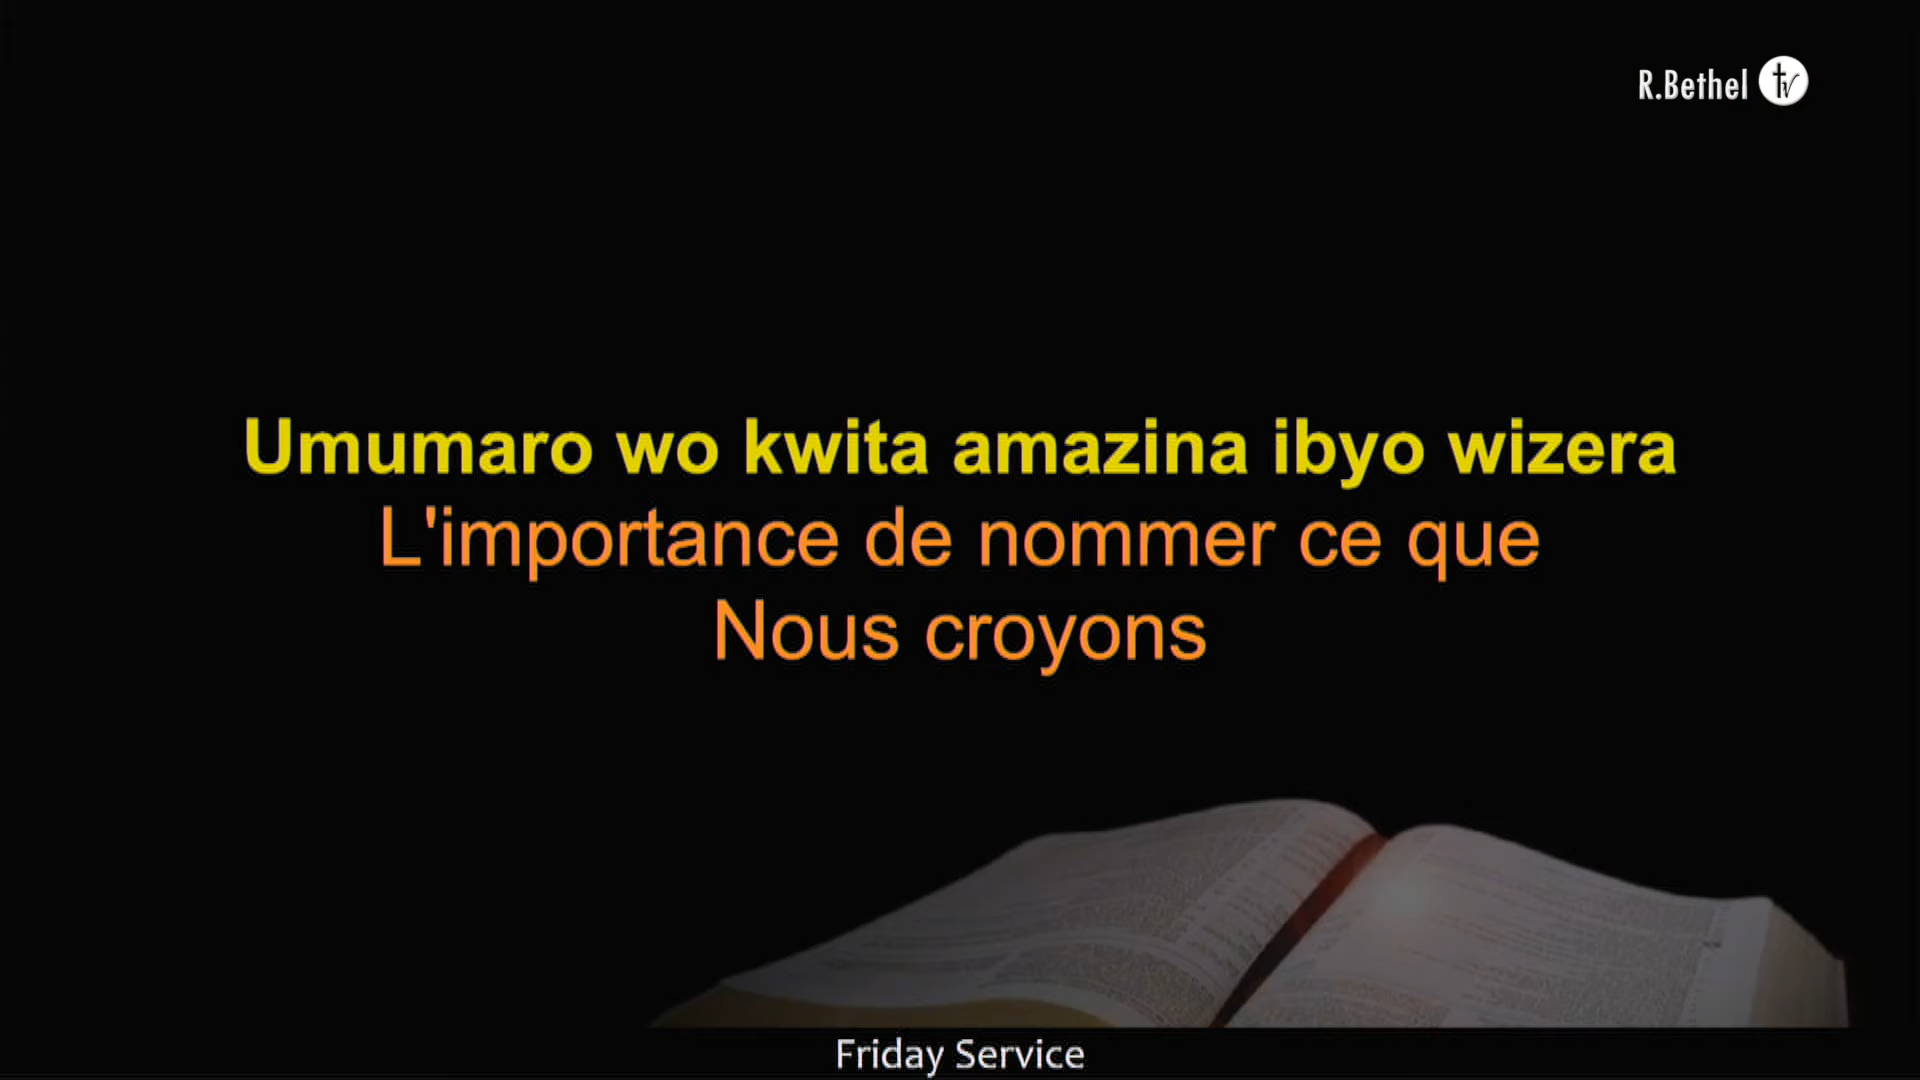 R.Bethel tv
Umumaro wo kwita amazina ibyo wizera
L'importance de nommer ce que
Nous croyons
Friday Service